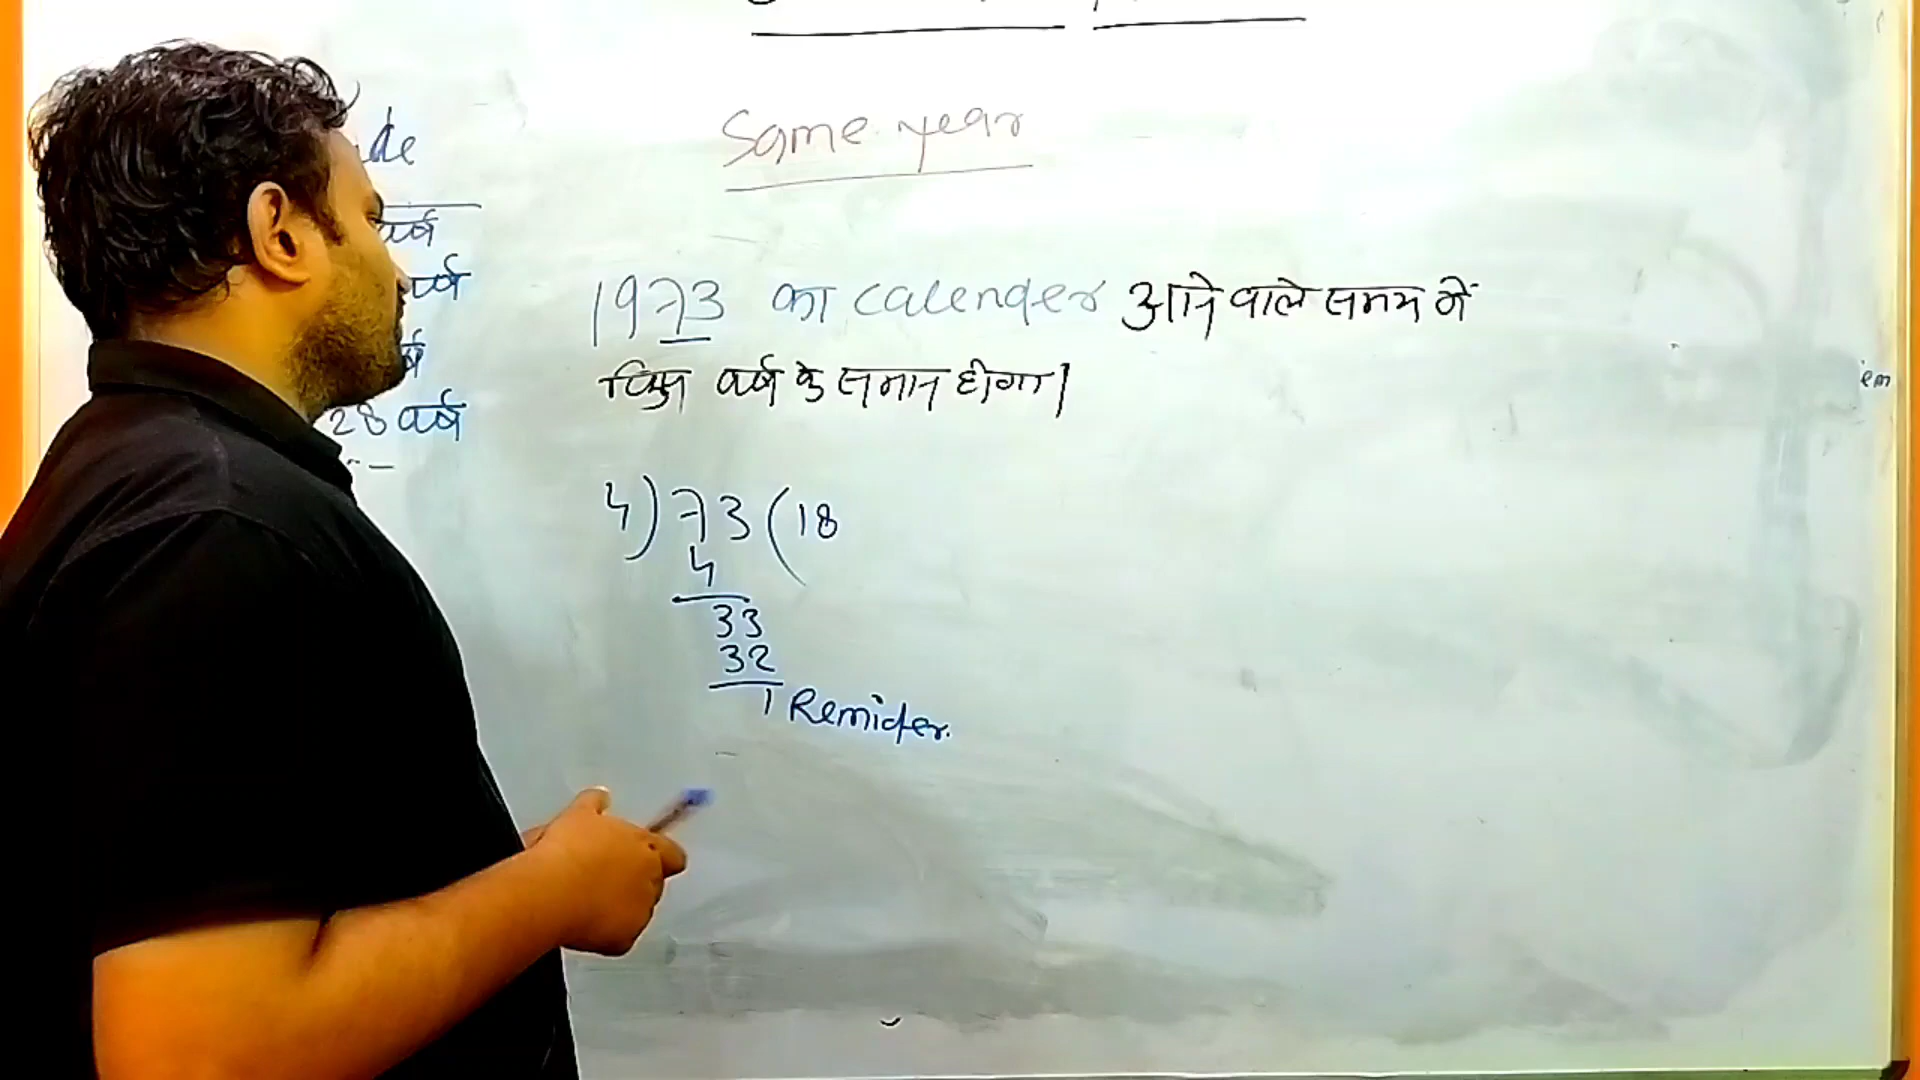 de
वर्ष
वर्ष
28 वर्ष
Same year
1973 का calender आने वाले समय में
किस वर्ष के समान होगा।
4) 73 ( 18
4
33
32
1 Remider.
em